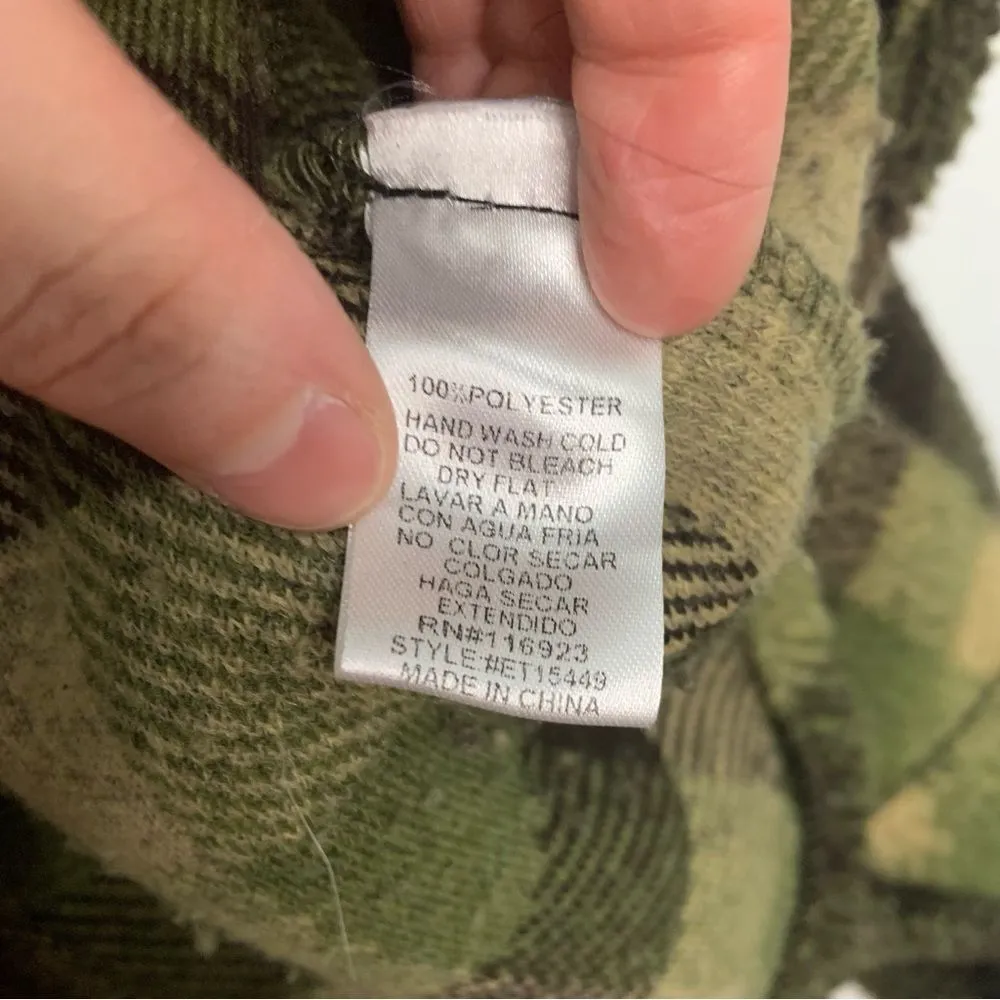 100%POLYESTER
HAND WASH COLD
DO NOT BLEACH
DRY FLAT
LAVAR A MANO
CON AGUA FRIA
NO CLOR SECAR
COLGADO
HAGA SECAR
EXTENDIDO
RN#116923
STYLE:#ET15449
MADE IN CHINA